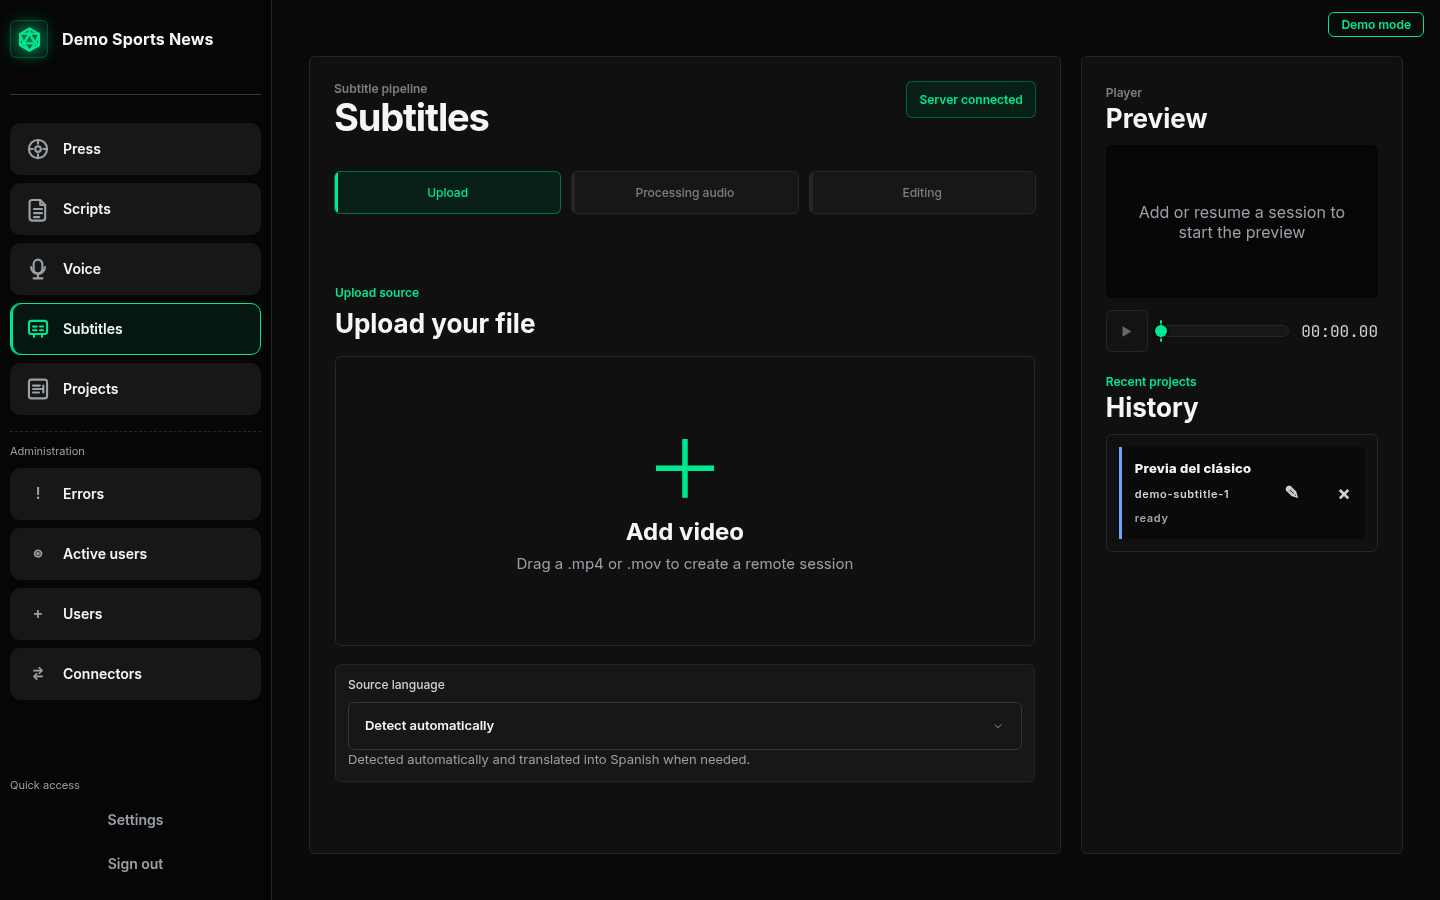 Demo Sports News
Press
Scripts
Voice
Subtitles
Projects
Administration
Errors
Active users
Users
Connectors
Quick access
Settings
Sign out
Demo mode
Subtitle pipeline
Subtitles
Server connected
Upload
Processing audio
Editing
Upload source
Upload your file
Add video
Drag a .mp4 or .mov to create a remote session
Source language
Detect automatically
Detected automatically and translated into Spanish when needed.
Player
Preview
Add or resume a session to
start the preview
00:00.00
Recent projects
History
Previa del clásico
demo-subtitle-1
ready